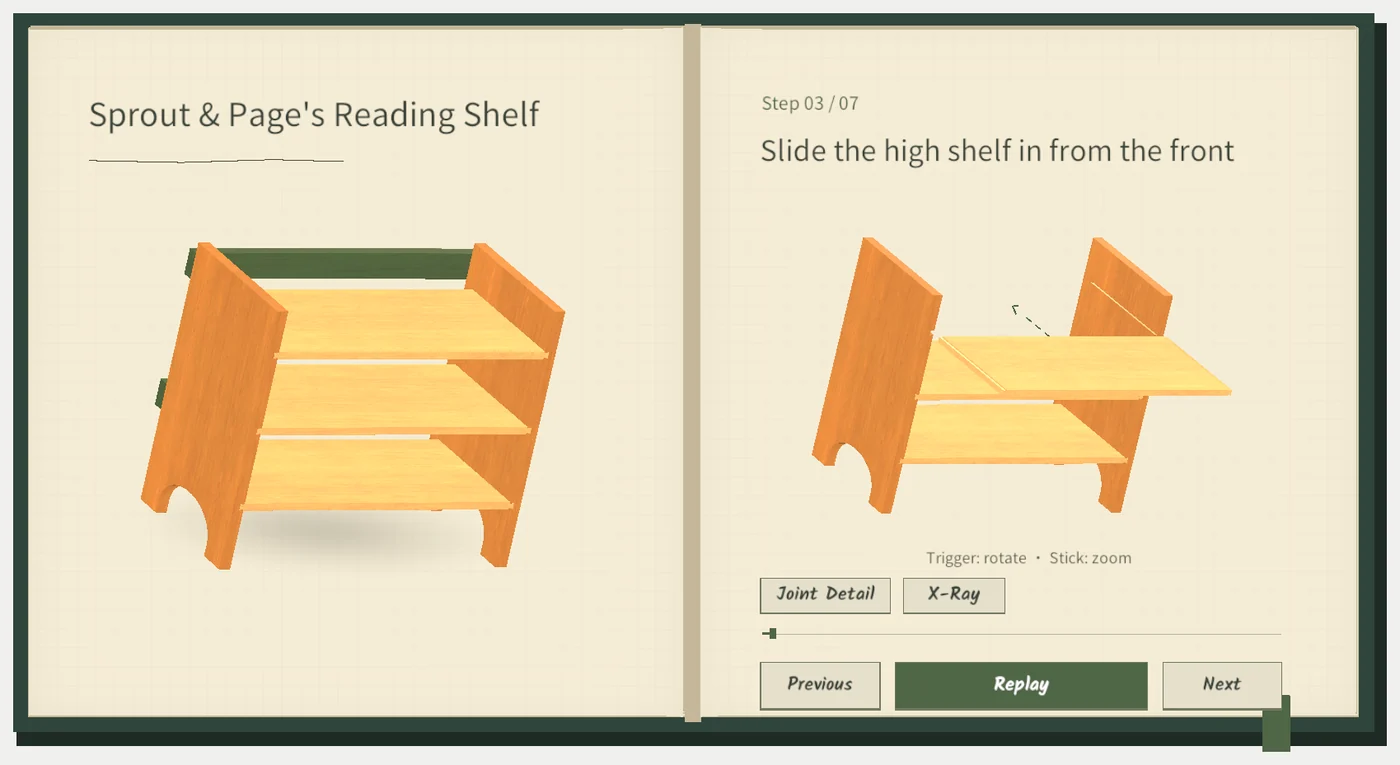 Sprout & Page's Reading Shelf
Step 03 / 07
Slide the high shelf in from the front
Trigger: rotate • Stick: zoom
Joint Detail
X-Ray
Previous
Replay
Next